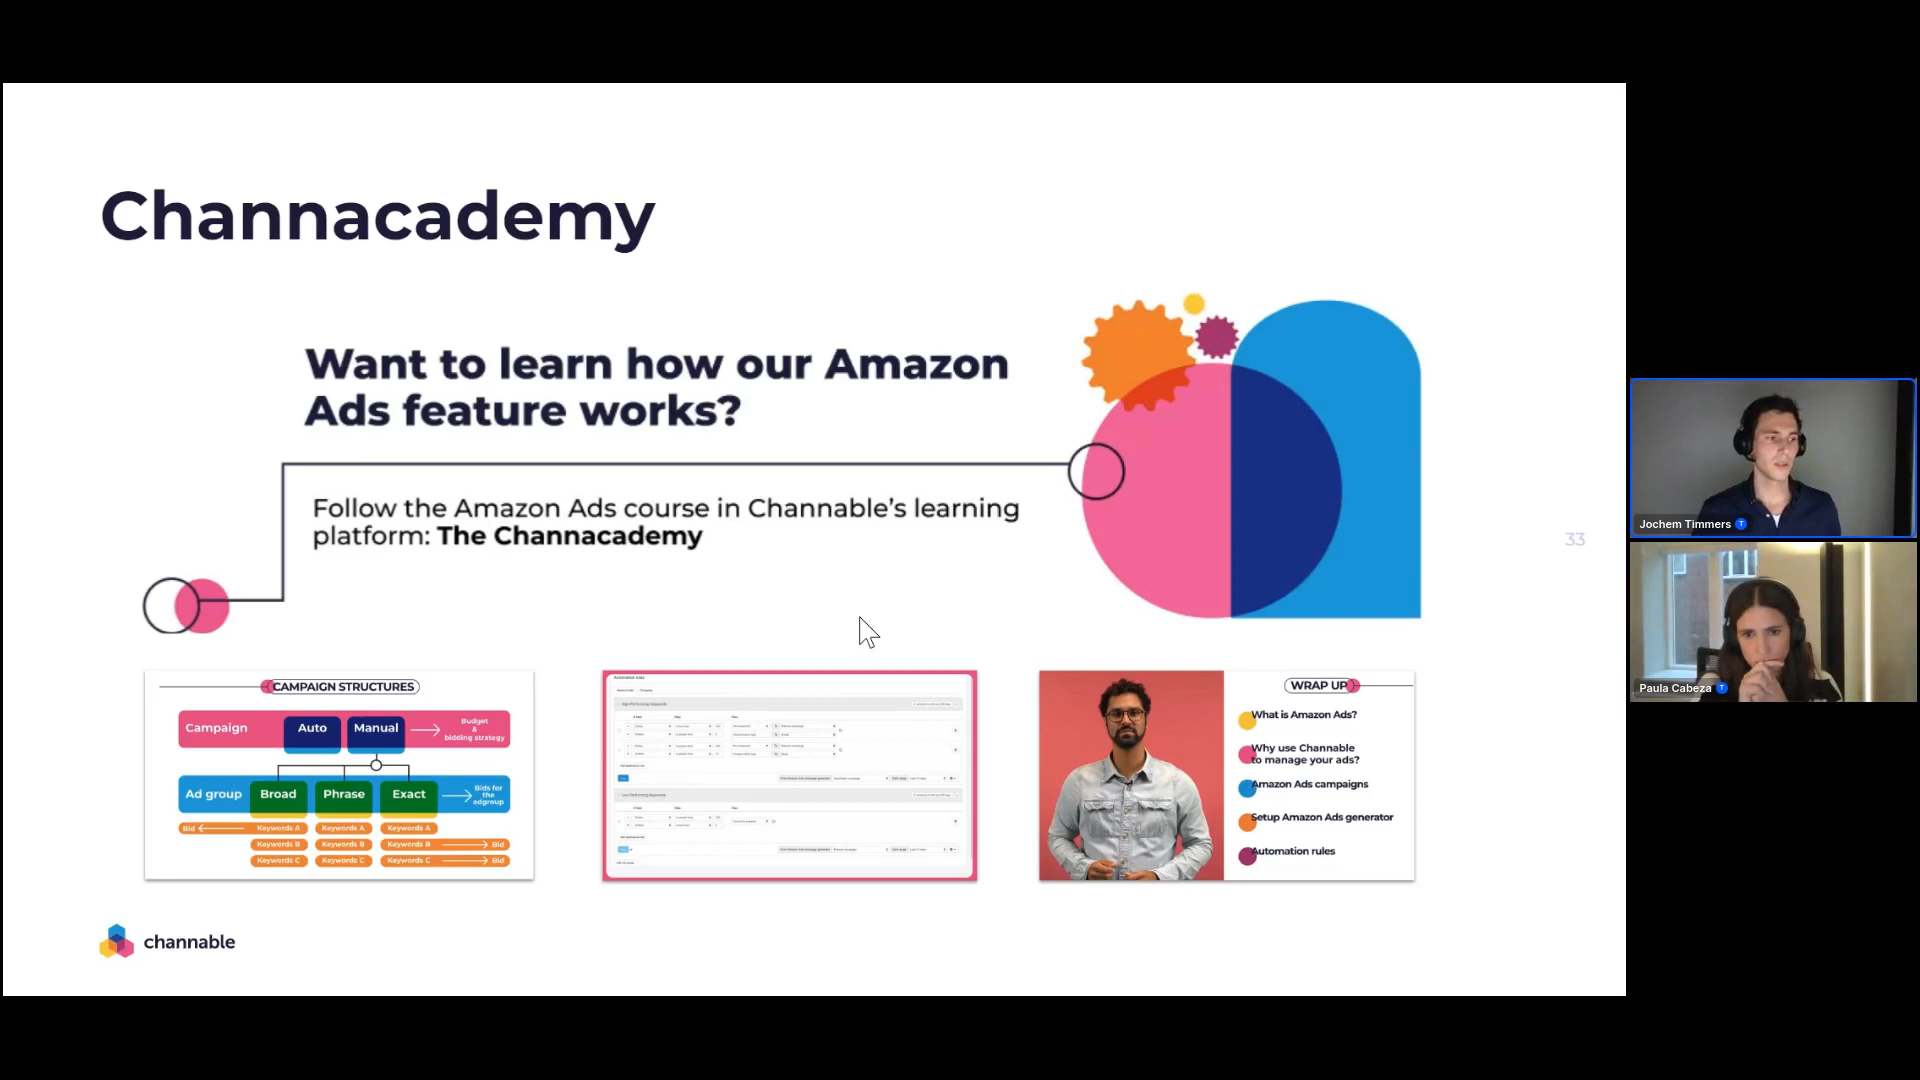 Channacademy
Want to learn how our Amazon
Ads feature works?
Follow the Amazon Ads course in Channable's learning
platform: The Channacademy
33
CAMPAIGN STRUCTURES
Campaign
Auto
Manual
Budget
&
bidding strategy
Ad group
Broad
Phrase
Exact
Bids for
the
adgroup
Bid
Keywords A
Keywords A
Keywords A
Keywords B
Keywords B
Keywords B
Bid
Keywords C
Keywords C
Keywords C
Bid
WRAP UP
What is Amazon Ads?
Why use Channable
to manage your ads?
Amazon Ads campaigns
Setup Amazon Ads generator
Automation rules
channable
Jochem Timmers
T
Paula Cabeza
T